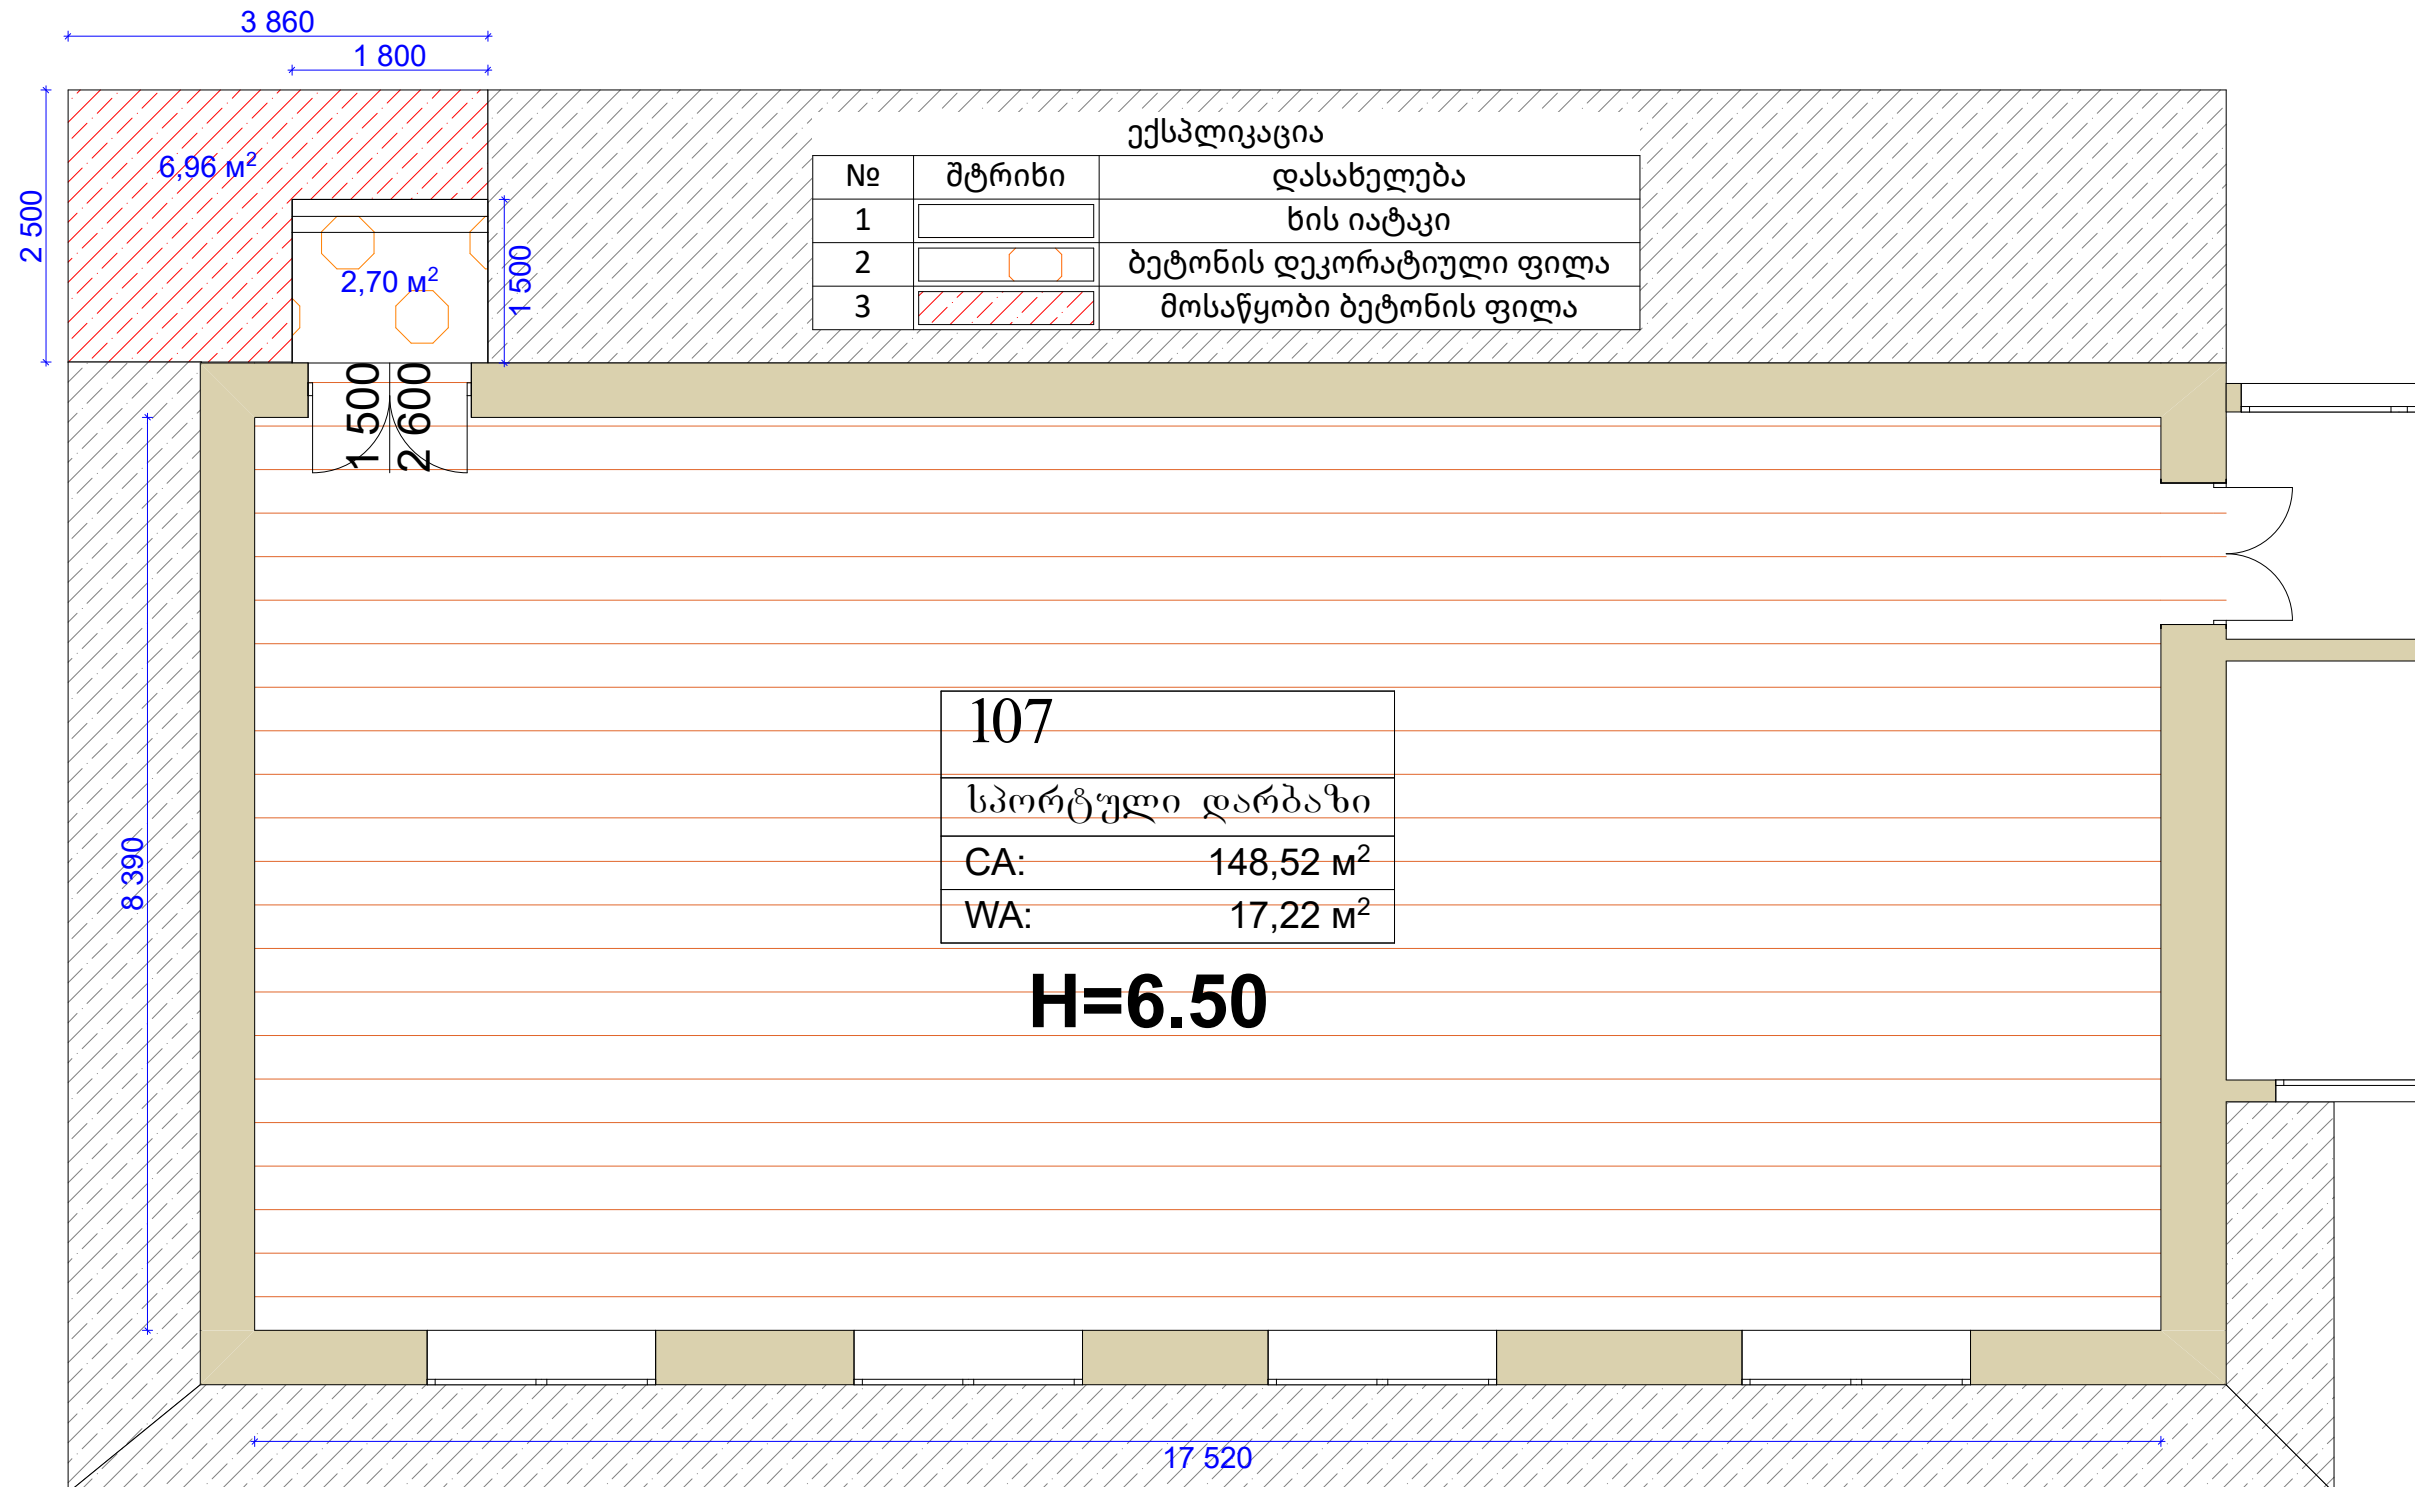 3 860
1 800
6,96 м²
2 500
2,70 м²
1 500
ექსპლიკაცია
№ შტრიხი დასახელება
1 ხის იატაკი
2 ბეტონის დეკორატიული ფილა
3 მოსაწყობი ბეტონის ფილა
1 500
2 600
8 390
107
სპორტული დარბაზი
CA: 148,52 м²
WA: 17,22 м²
H=6.50
17 520